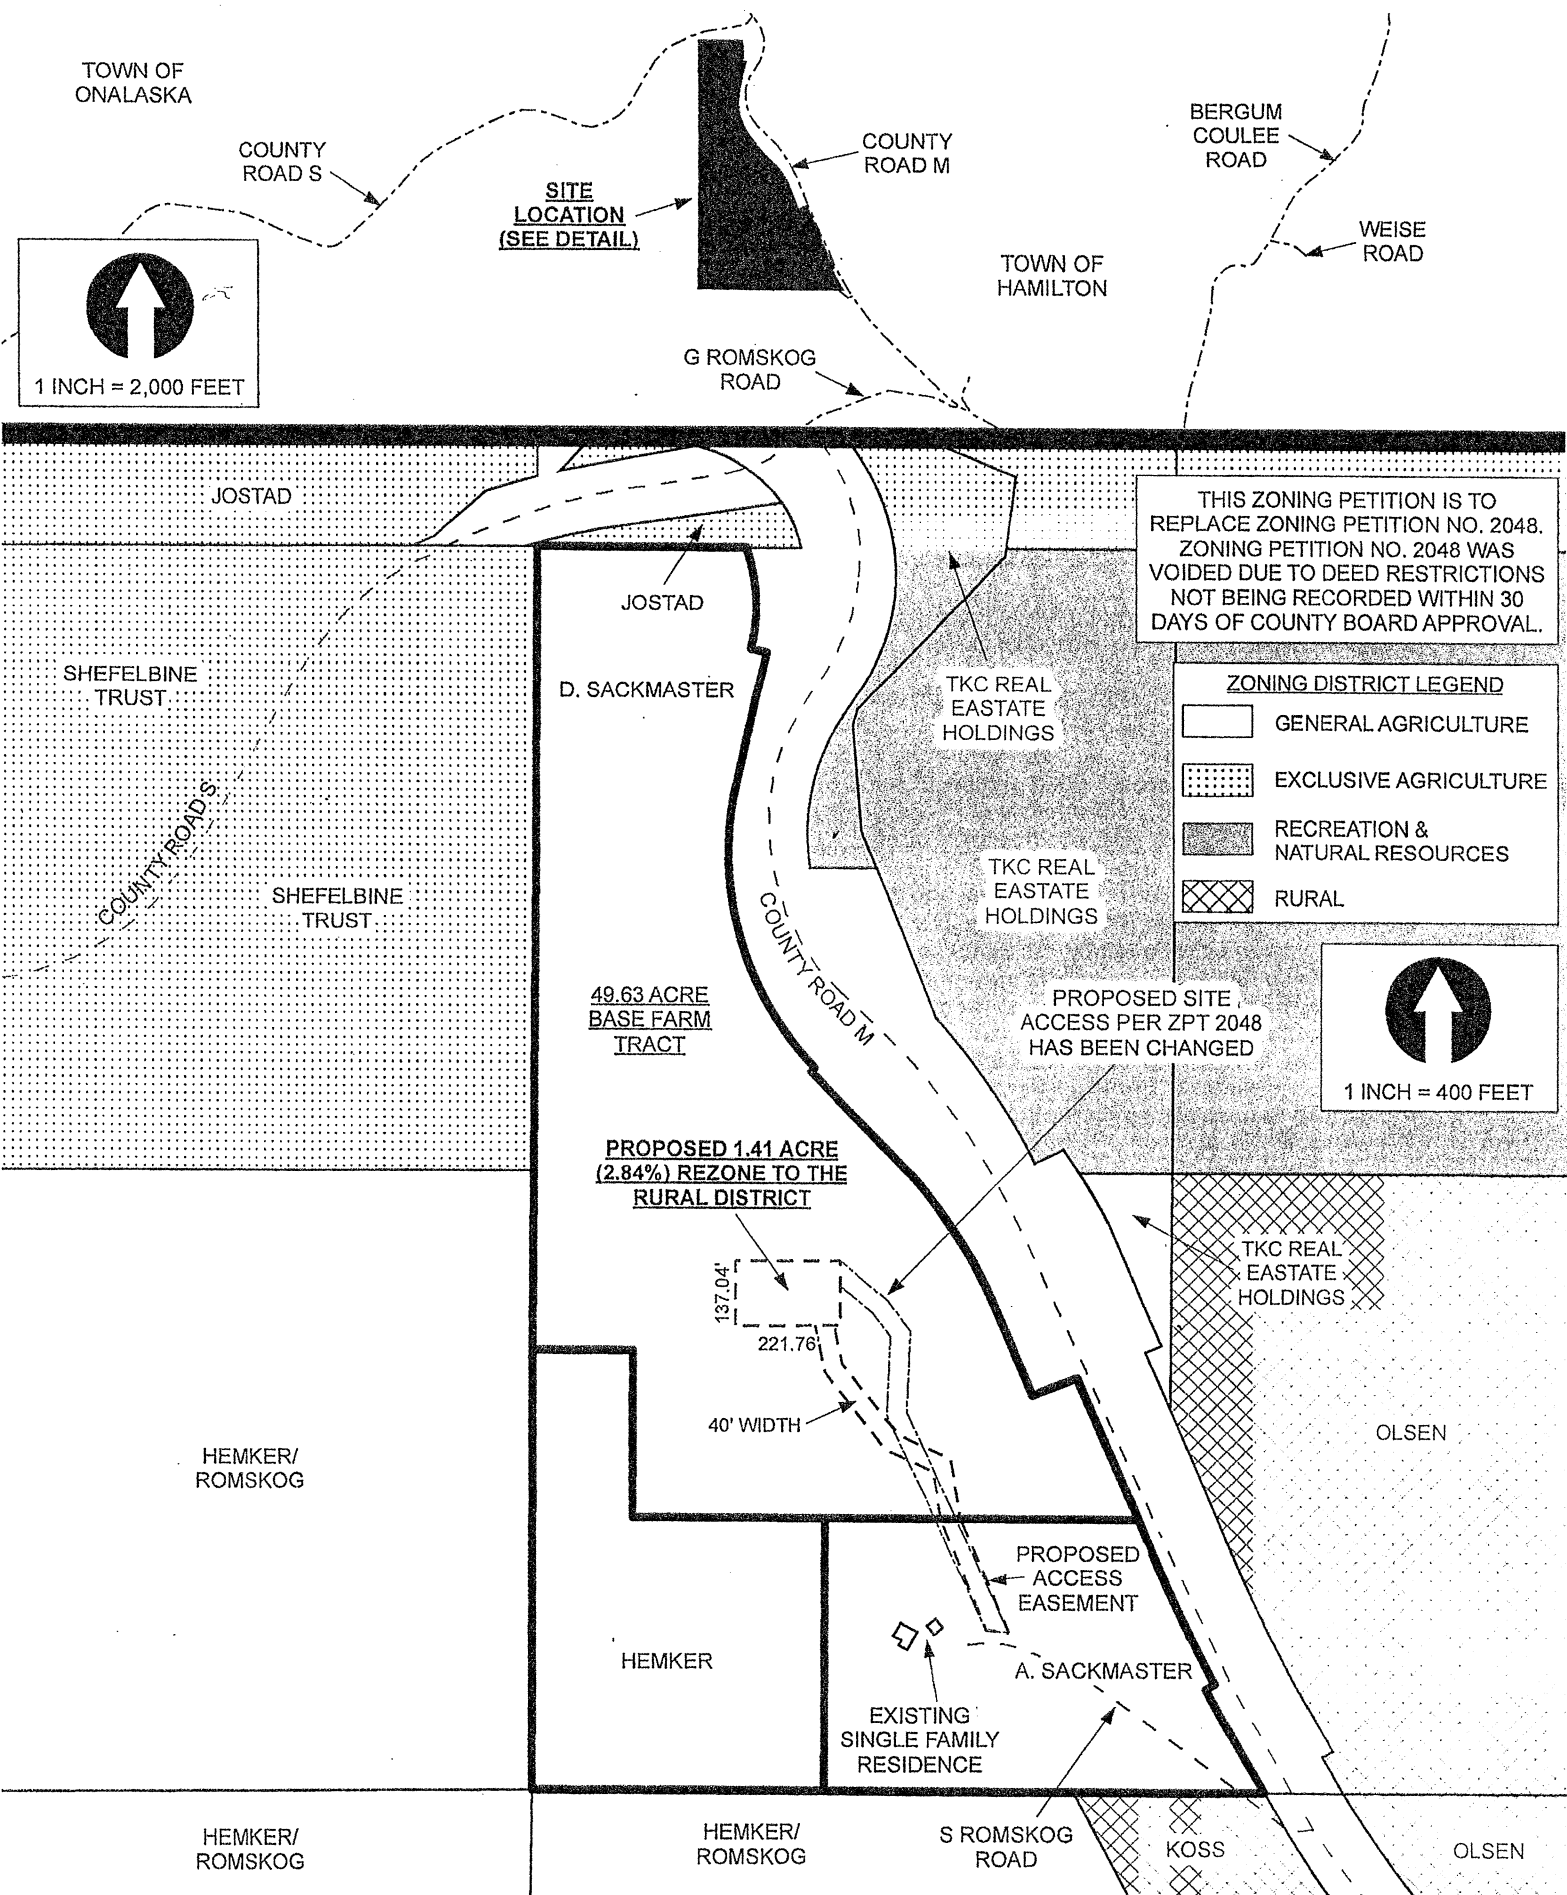 TOWN OF
ONALASKA
COUNTY
ROAD S
SITE
LOCATION
(SEE DETAIL)
COUNTY
ROAD M
BERGUM
COULEE
ROAD
WEISE
ROAD
TOWN OF
HAMILTON
G ROMSKOG
ROAD
1 INCH = 2,000 FEET
JOSTAD
JOSTAD
THIS ZONING PETITION IS TO
REPLACE ZONING PETITION NO. 2048.
ZONING PETITION NO. 2048 WAS
VOIDED DUE TO DEED RESTRICTIONS
NOT BEING RECORDED WITHIN 30
DAYS OF COUNTY BOARD APPROVAL.
SHEFELBINE
TRUST
D. SACKMASTER
TKC REAL
EASTATE
HOLDINGS
ZONING DISTRICT LEGEND
GENERAL AGRICULTURE
EXCLUSIVE AGRICULTURE
RECREATION &
NATURAL RESOURCES
RURAL
COUNTY ROAD S
SHEFELBINE
TRUST
TKC REAL
EASTATE
HOLDINGS
COUNTY ROAD M
49.63 ACRE
BASE FARM
TRACT
PROPOSED SITE
ACCESS PER ZPT 2048
HAS BEEN CHANGED
1 INCH = 400 FEET
PROPOSED 1.41 ACRE
(2.84%) REZONE TO THE
RURAL DISTRICT
TKC REAL
EASTATE
HOLDINGS
137.04'
221.76'
40' WIDTH
HEMKER/
ROMSKOG
OLSEN
PROPOSED
ACCESS
EASEMENT
HEMKER
A. SACKMASTER
EXISTING
SINGLE FAMILY
RESIDENCE
HEMKER/
ROMSKOG
HEMKER/
ROMSKOG
S ROMSKOG
ROAD
KOSS
OLSEN